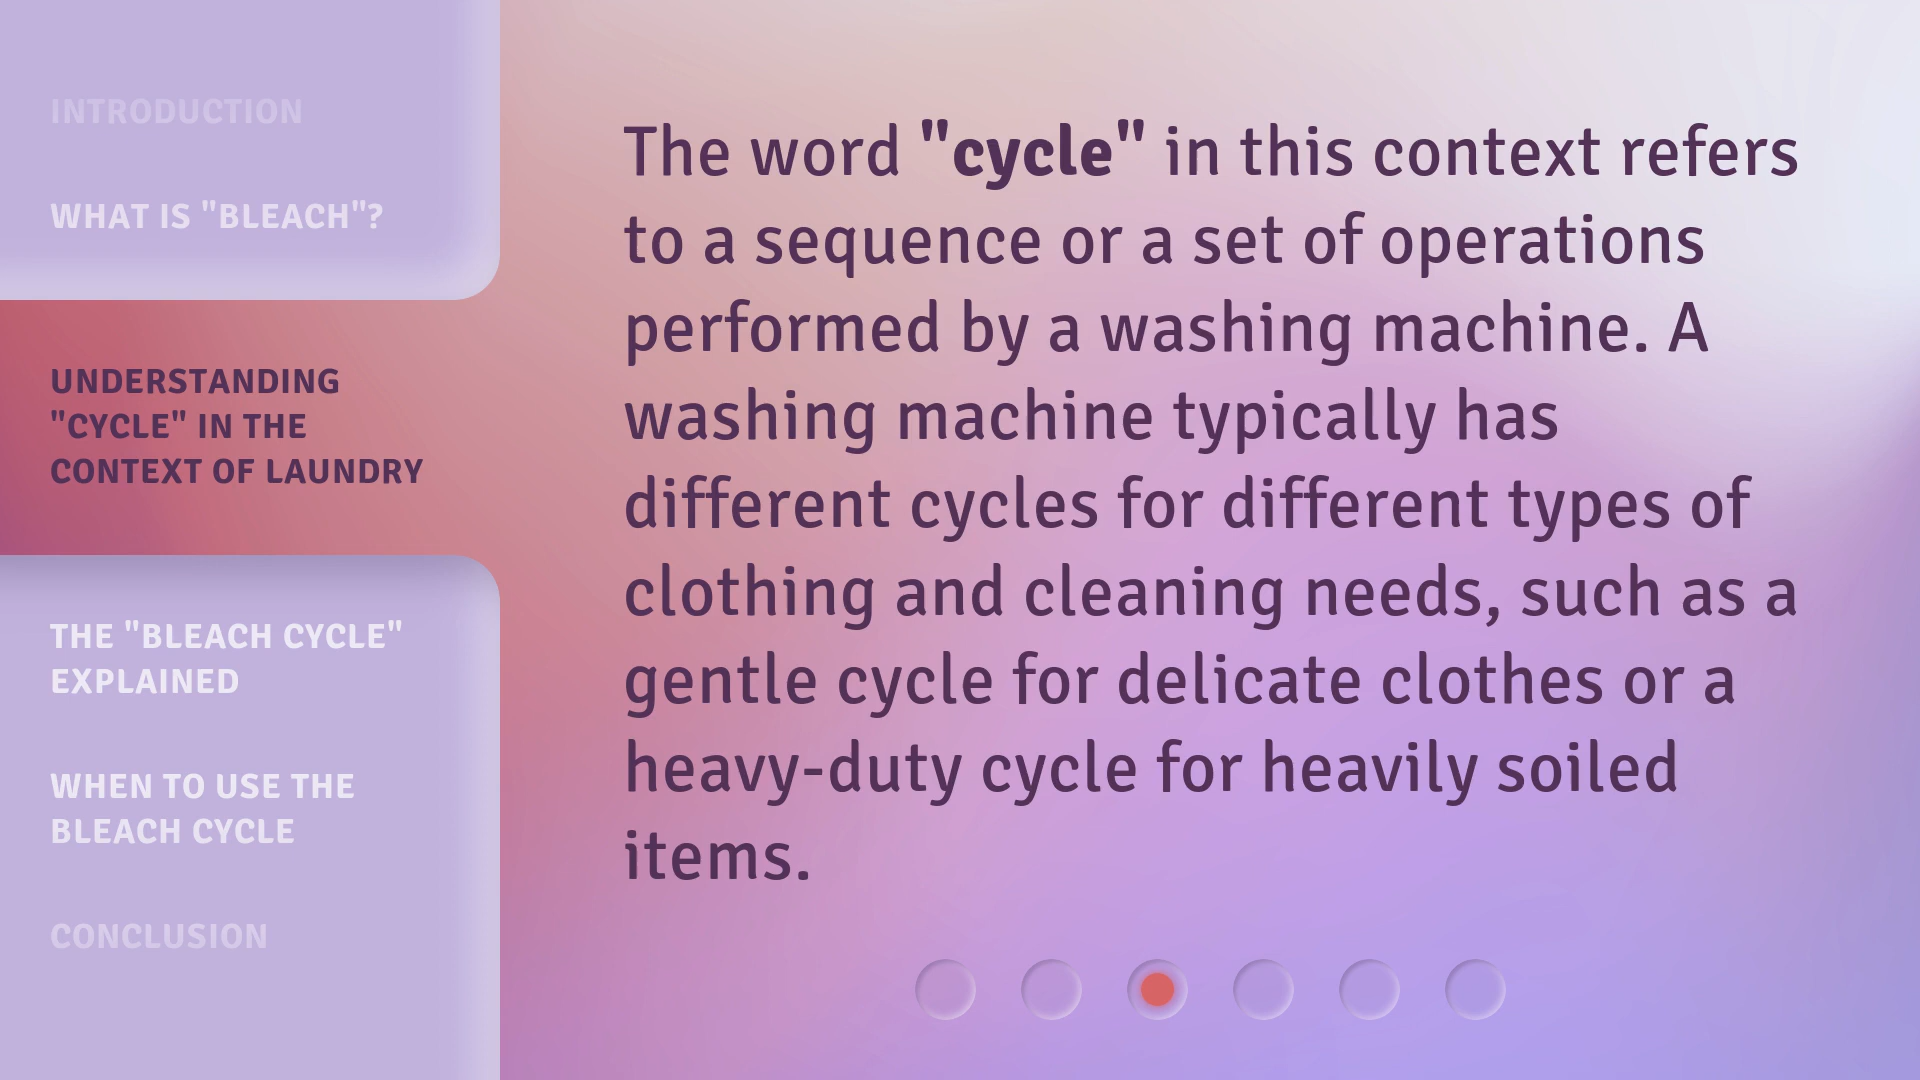 INTRODUCTION
WHAT IS "BLEACH"?
UNDERSTANDING
"CYCLE" IN THE
CONTEXT OF LAUNDRY
THE "BLEACH CYCLE"
EXPLAINED
WHEN TO USE THE
BLEACH CYCLE
CONCLUSION
The word "cycle" in this context refers
to a sequence or a set of operations
performed by a washing machine. A
washing machine typically has
different cycles for different types of
clothing and cleaning needs, such as a
gentle cycle for delicate clothes or a
heavy-duty cycle for heavily soiled
items.